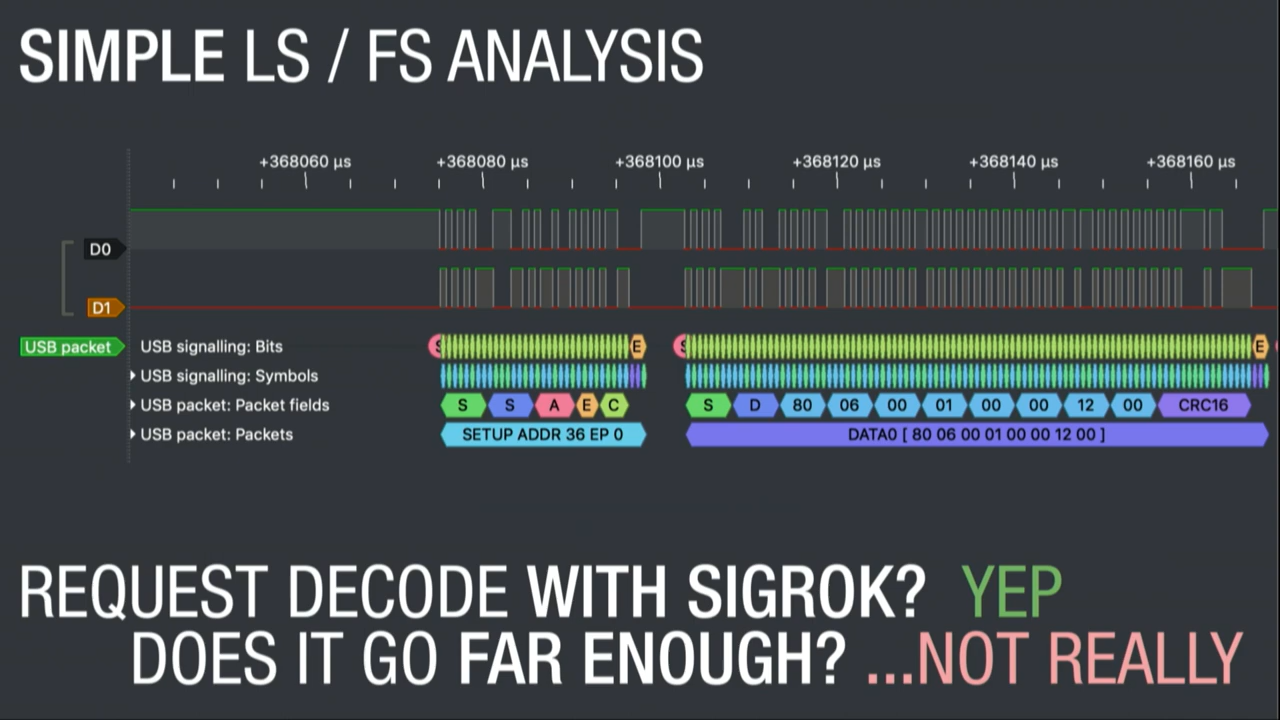 SIMPLE LS / FS ANALYSIS
+368060 µs +368080 µs +368100 µs +368120 µs +368140 µs +368160 µs
D0
D1
USB packet USB signalling: Bits S E S E
USB signalling: Symbols
USB packet: Packet fields S S A E C S D 80 06 00 01 00 00 12 00 CRC16
USB packet: Packets SETUP ADDR 36 EP 0 DATA0 [ 80 06 00 01 00 00 12 00 ]
REQUEST DECODE WITH SIGROK? YEP
DOES IT GO FAR ENOUGH? ...NOT REALLY